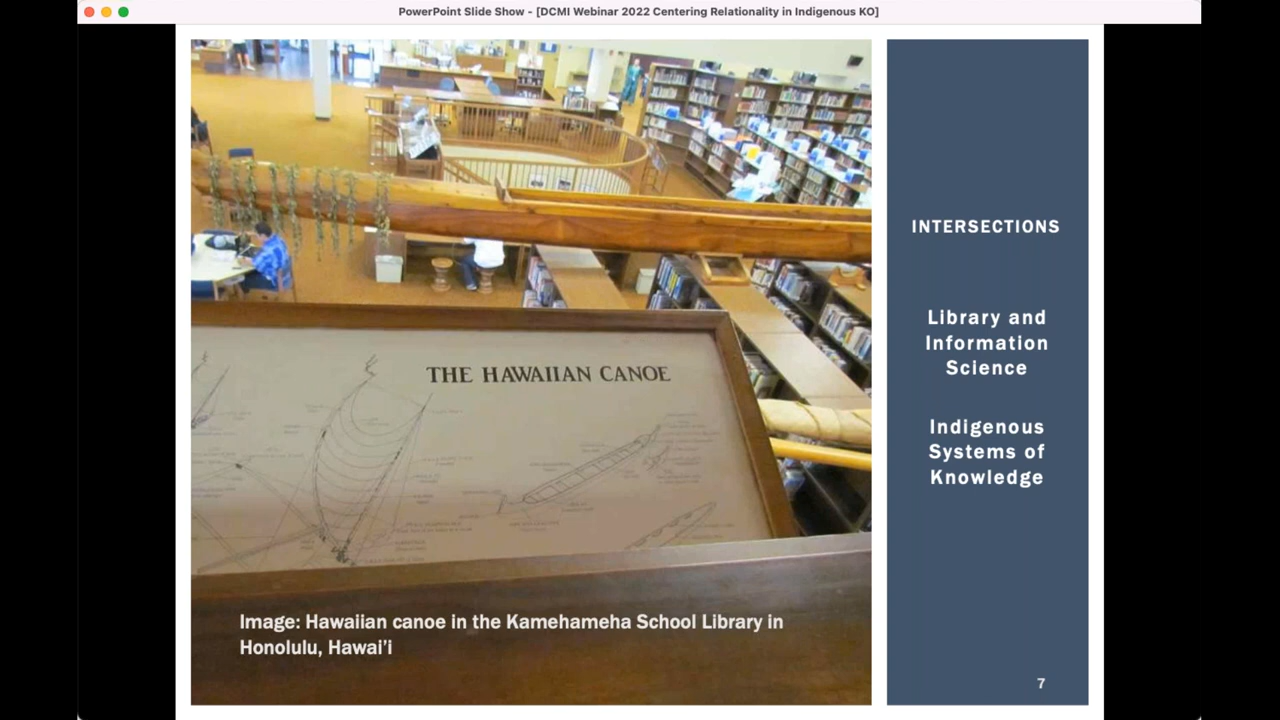 PowerPoint Slide Show - [DCMI Webinar 2022 Centering Relationality in Indigenous KO]
THE HAWAIIAN CANOE
Image: Hawaiian canoe in the Kamehameha School Library in
Honolulu, Hawai’i
INTERSECTIONS
Library and
Information
Science
Indigenous
Systems of
Knowledge
7